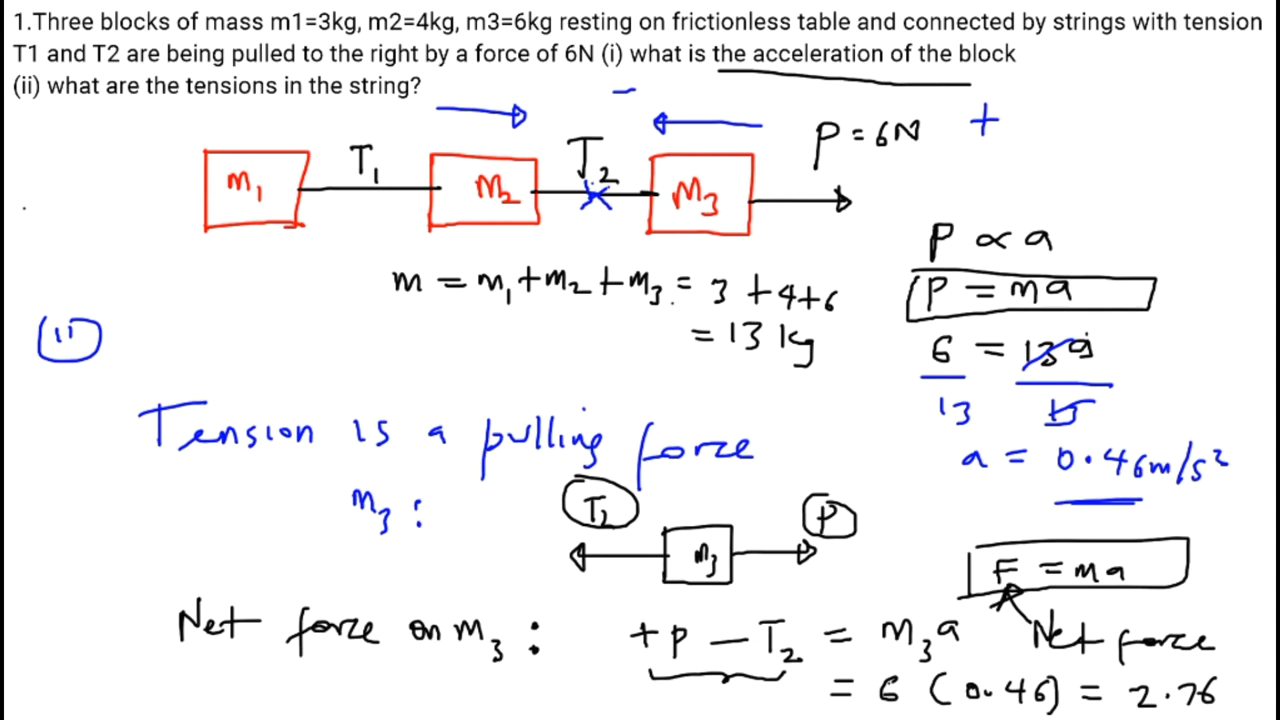 1.Three blocks of mass m1=3kg, m2=4kg, m3=6kg resting on frictionless table and connected by strings with tension
T1 and T2 are being pulled to the right by a force of 6N (i) what is the acceleration of the block
(ii) what are the tensions in the string?
- +
m₁ T₁ m₂ T₂ m₃ P = 6N
P ∝ a
m = m₁ + m₂ + m₃ = 3 + 4 + 6
P = ma
(ii)
= 13 kg
6 = 13a
13 13
Tension is a pulling force
a = 0.46m/s²
m₃ :
T₂ P
m₃
F = ma
Net force on m₃ : +P − T₂ = m₃a
Net force
= 6 (0.46) = 2.76